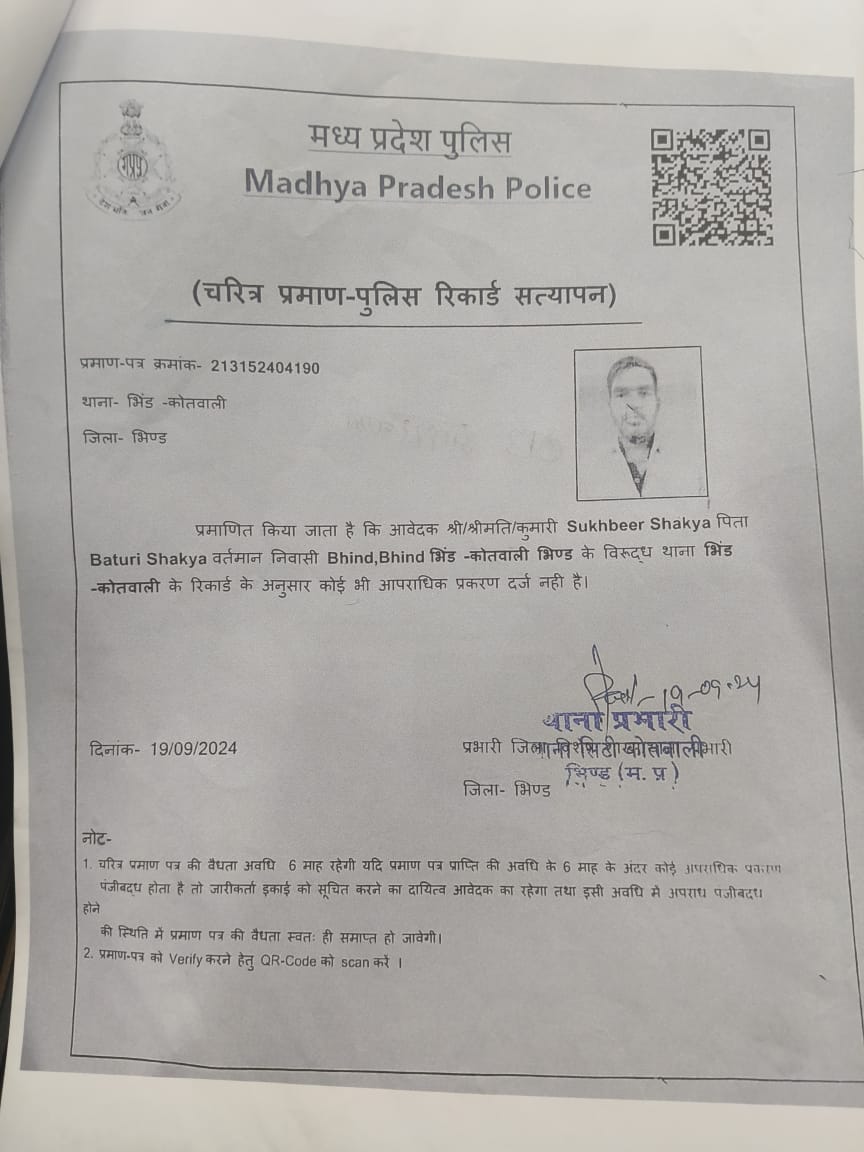 मध्य प्रदेश पुलिस
Madhya Pradesh Police
(चरित्र प्रमाण-पुलिस रिकार्ड सत्यापन)
प्रमाण-पत्र क्रमांक- 213152404190
थाना- भिंड -कोतवाली
जिला- भिण्ड
प्रमाणित किया जाता है कि आवेदक श्री/श्रीमति/कुमारी Sukhbeer Shakya पिता
Baturi Shakya वर्तमान निवासी Bhind,Bhind भिंड -कोतवाली भिण्ड के विरूद्ध थाना भिंड
-कोतवाली के रिकार्ड के अनुसार कोई भी आपराधिक प्रकरण दर्ज नही है।
19-09-24
थाना प्रभारी
दिनांक- 19/09/2024
प्रभारी
भिण्ड (म. प्र)
जिला- भिण्ड
नोट-
1. चरित्र प्रमाण पत्र की वैधता अवधि 6 माह रहेगी यदि प्रमाण पत्र प्राप्ति की अवधि के 6 माह के अंदर कोई अपराधिक प्रकरण
पंजीबद्ध होता है तो जारीकर्ता इकाई को सूचित करने का दायित्व आवेदक का रहेगा तथा इसी अवधि में अपराध पंजीबद्ध
होने
की स्थिति में प्रमाण पत्र की वैधता स्वतः ही समाप्त हो जावेगी।
2. प्रमाण-पत्र को Verify करने हेतु QR-Code को scan करें ।